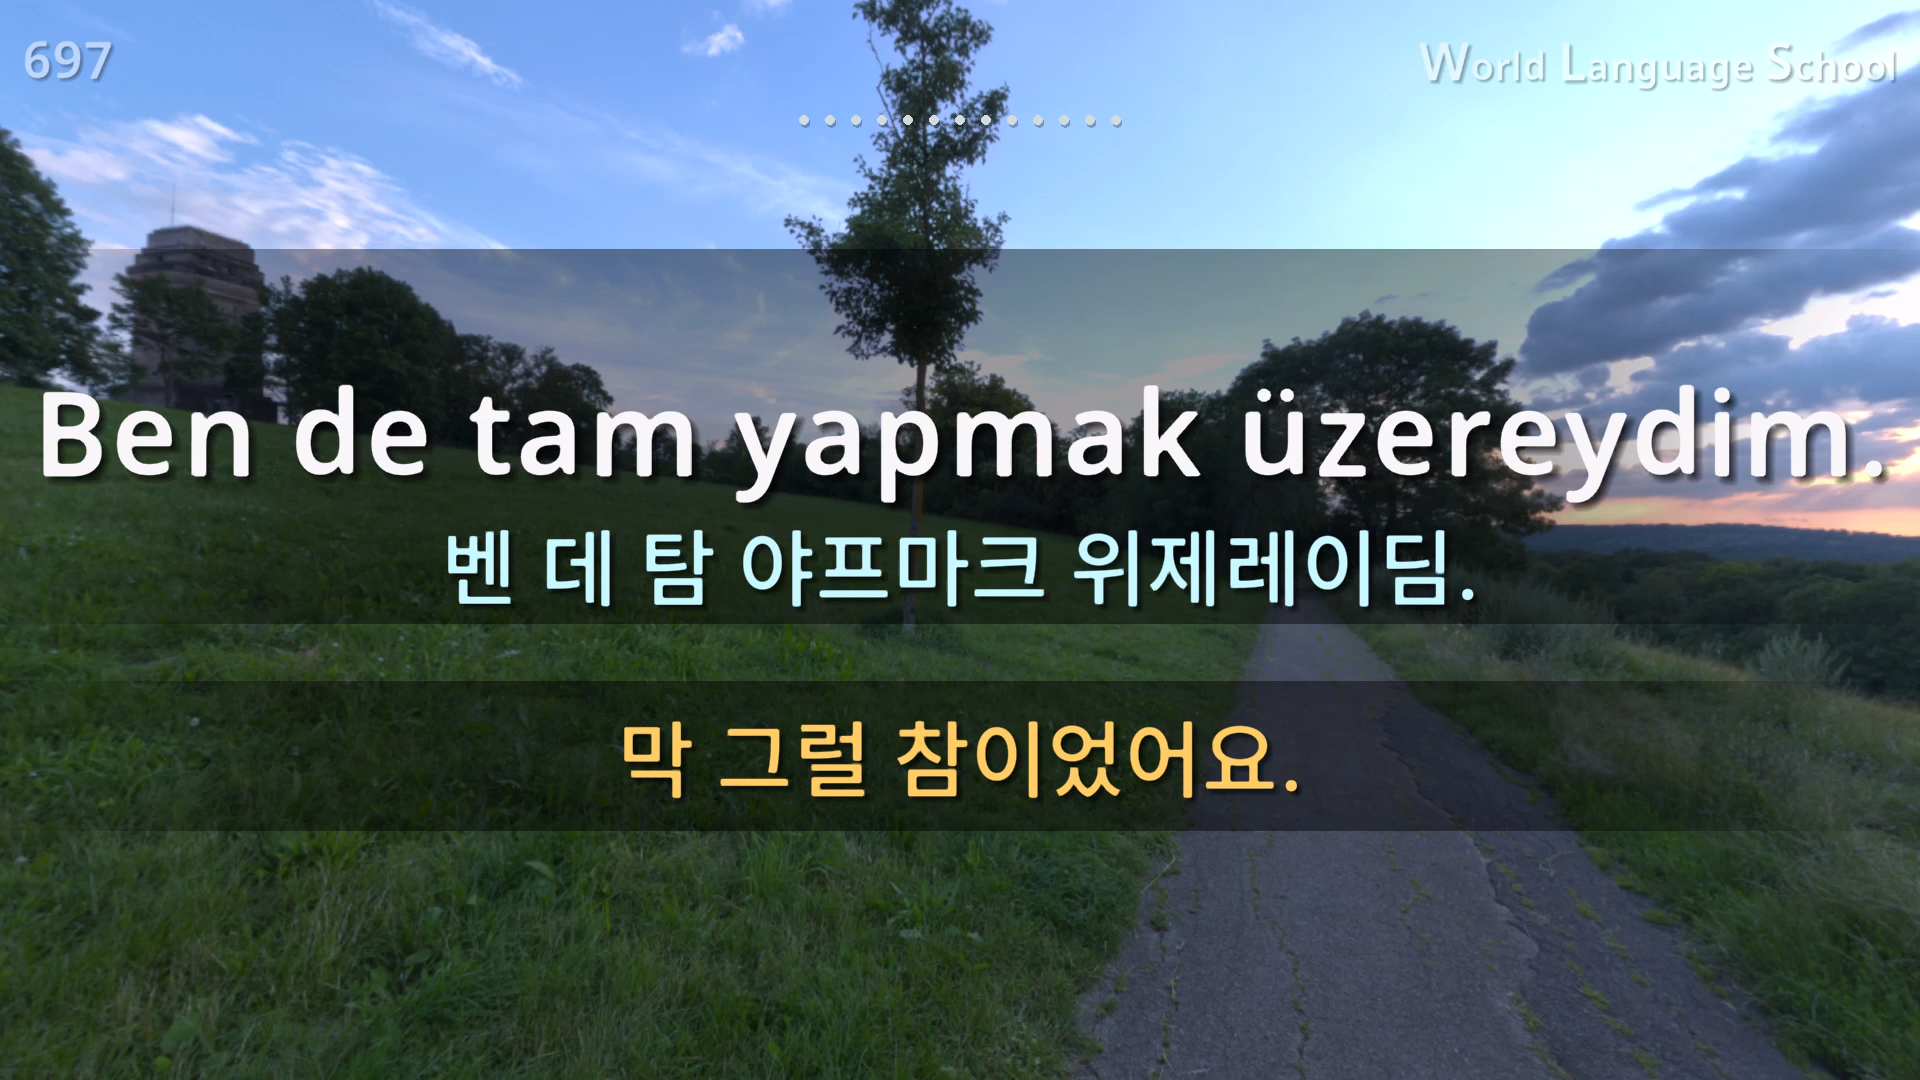 697
World Language School
Ben de tam yapmak üzereydim.
벤 데 탐 야프마크 위제레이딤.
막 그럴 참이었어요.